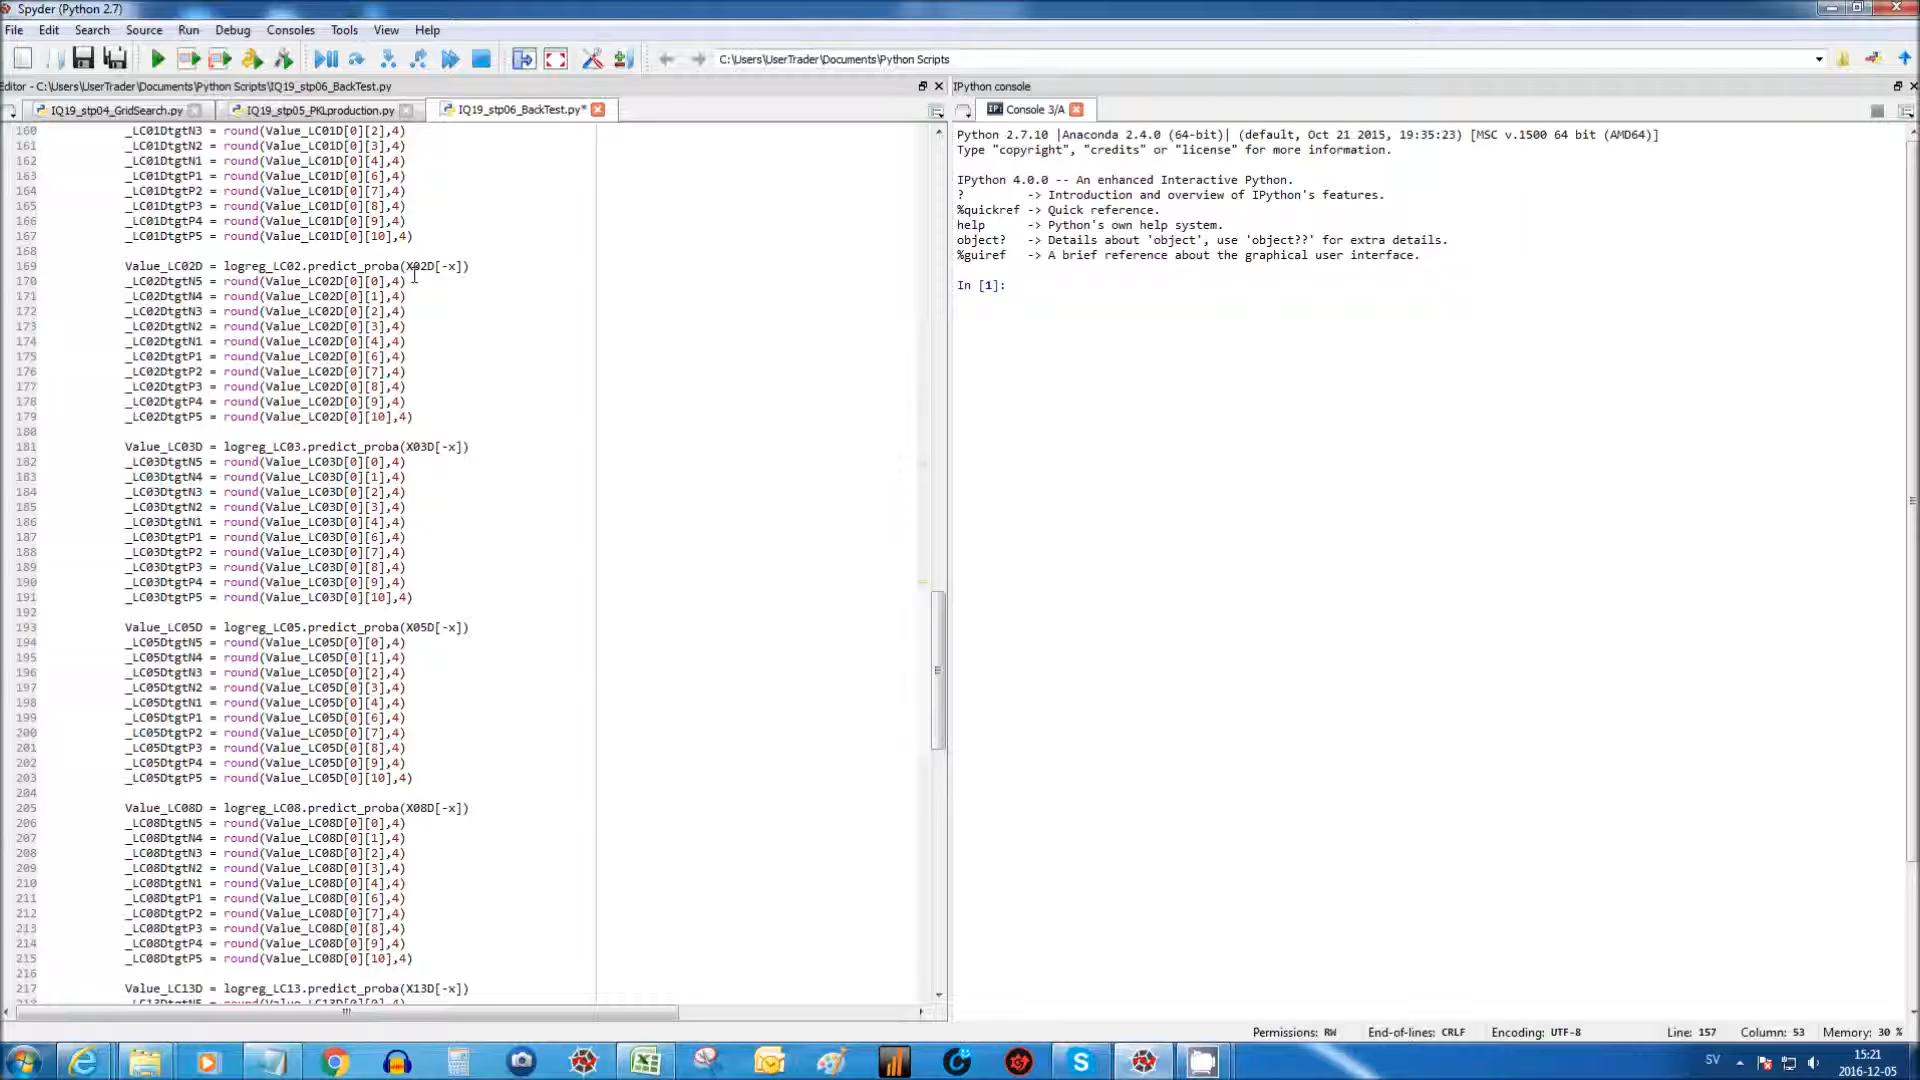 Spyder (Python 2.7)
File Edit Search Source Run Debug Consoles Tools View Help
C:\Users\UserTrader\Documents\Python Scripts
Editor - C:\Users\UserTrader\Documents\Python Scripts\IQ19_stp06_BackTest.py
IPython console
IQ19_stp04_GridSearch.py IQ19_stp05_PKLproduction.py IQ19_stp06_BackTest.py*
Console 3/A
160 _LC01DtgtN3 = round(Value_LC01D[0][2],4)
161 _LC01DtgtN2 = round(Value_LC01D[0][3],4)
162 _LC01DtgtN1 = round(Value_LC01D[0][4],4)
163 _LC01DtgtP1 = round(Value_LC01D[0][6],4)
164 _LC01DtgtP2 = round(Value_LC01D[0][7],4)
165 _LC01DtgtP3 = round(Value_LC01D[0][8],4)
166 _LC01DtgtP4 = round(Value_LC01D[0][9],4)
167 _LC01DtgtP5 = round(Value_LC01D[0][10],4)
168
169 Value_LC02D = logreg_LC02.predict_proba(X02D[-x])
170 _LC02DtgtN5 = round(Value_LC02D[0][0],4)
171 _LC02DtgtN4 = round(Value_LC02D[0][1],4)
172 _LC02DtgtN3 = round(Value_LC02D[0][2],4)
173 _LC02DtgtN2 = round(Value_LC02D[0][3],4)
174 _LC02DtgtN1 = round(Value_LC02D[0][4],4)
175 _LC02DtgtP1 = round(Value_LC02D[0][6],4)
176 _LC02DtgtP2 = round(Value_LC02D[0][7],4)
177 _LC02DtgtP3 = round(Value_LC02D[0][8],4)
178 _LC02DtgtP4 = round(Value_LC02D[0][9],4)
179 _LC02DtgtP5 = round(Value_LC02D[0][10],4)
180
181 Value_LC03D = logreg_LC03.predict_proba(X03D[-x])
182 _LC03DtgtN5 = round(Value_LC03D[0][0],4)
183 _LC03DtgtN4 = round(Value_LC03D[0][1],4)
184 _LC03DtgtN3 = round(Value_LC03D[0][2],4)
185 _LC03DtgtN2 = round(Value_LC03D[0][3],4)
186 _LC03DtgtN1 = round(Value_LC03D[0][4],4)
187 _LC03DtgtP1 = round(Value_LC03D[0][6],4)
188 _LC03DtgtP2 = round(Value_LC03D[0][7],4)
189 _LC03DtgtP3 = round(Value_LC03D[0][8],4)
190 _LC03DtgtP4 = round(Value_LC03D[0][9],4)
191 _LC03DtgtP5 = round(Value_LC03D[0][10],4)
192
193 Value_LC05D = logreg_LC05.predict_proba(X05D[-x])
194 _LC05DtgtN5 = round(Value_LC05D[0][0],4)
195 _LC05DtgtN4 = round(Value_LC05D[0][1],4)
196 _LC05DtgtN3 = round(Value_LC05D[0][2],4)
197 _LC05DtgtN2 = round(Value_LC05D[0][3],4)
198 _LC05DtgtN1 = round(Value_LC05D[0][4],4)
199 _LC05DtgtP1 = round(Value_LC05D[0][6],4)
200 _LC05DtgtP2 = round(Value_LC05D[0][7],4)
201 _LC05DtgtP3 = round(Value_LC05D[0][8],4)
202 _LC05DtgtP4 = round(Value_LC05D[0][9],4)
203 _LC05DtgtP5 = round(Value_LC05D[0][10],4)
204
205 Value_LC08D = logreg_LC08.predict_proba(X08D[-x])
206 _LC08DtgtN5 = round(Value_LC08D[0][0],4)
207 _LC08DtgtN4 = round(Value_LC08D[0][1],4)
208 _LC08DtgtN3 = round(Value_LC08D[0][2],4)
209 _LC08DtgtN2 = round(Value_LC08D[0][3],4)
210 _LC08DtgtN1 = round(Value_LC08D[0][4],4)
211 _LC08DtgtP1 = round(Value_LC08D[0][6],4)
212 _LC08DtgtP2 = round(Value_LC08D[0][7],4)
213 _LC08DtgtP3 = round(Value_LC08D[0][8],4)
214 _LC08DtgtP4 = round(Value_LC08D[0][9],4)
215 _LC08DtgtP5 = round(Value_LC08D[0][10],4)
216
217 Value_LC13D = logreg_LC13.predict_proba(X13D[-x])
218 _LC13DtgtN5 = round(Value_LC13D[0][0],4)
Python 2.7.10 |Anaconda 2.4.0 (64-bit)| (default, Oct 21 2015, 19:35:23) [MSC v.1500 64 bit (AMD64)]
Type "copyright", "credits" or "license" for more information.
IPython 4.0.0 -- An enhanced Interactive Python.
? -> Introduction and overview of IPython's features.
%quickref -> Quick reference.
help -> Python's own help system.
object? -> Details about 'object', use 'object??' for extra details.
%guiref -> A brief reference about the graphical user interface.
In [1]:
Permissions: RW End-of-lines: CRLF Encoding: UTF-8 Line: 157 Column: 53 Memory: 30 %
SV
15:21
2016-12-05